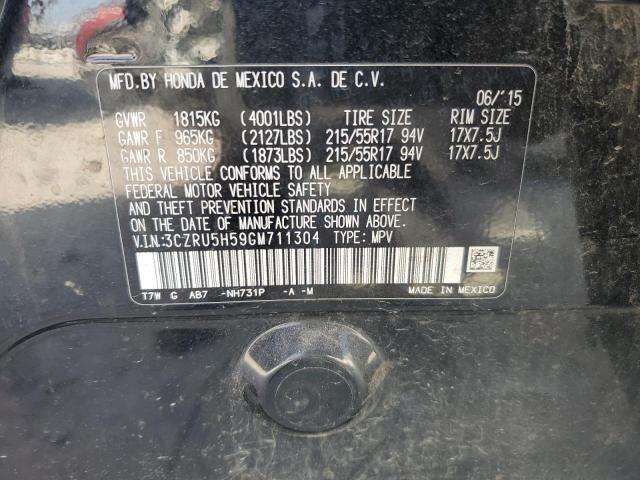 MFD.BY HONDA DE MEXICO S.A. DE C.V.
06/'15
GVWR 1815KG (4001LBS) TIRE SIZE RIM SIZE
GAWR F 965KG (2127LBS) 215/55R17 94V 17X7.5J
GAWR R 850KG (1873LBS) 215/55R17 94V 17X7.5J
THIS VEHICLE CONFORMS TO ALL APPLICABLE
FEDERAL MOTOR VEHICLE SAFETY
AND THEFT PREVENTION STANDARDS IN EFFECT
ON THE DATE OF MANUFACTURE SHOWN ABOVE.
V.I.N:3CZRU5H59GM711304 TYPE: MPV
T7W G AB7 -NH731P -A -M MADE IN MEXICO